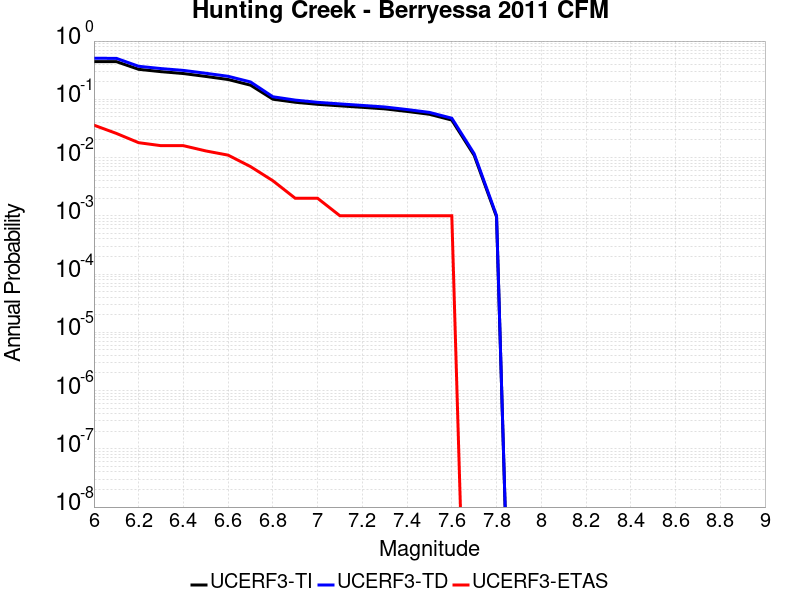 Hunting Creek - Berryessa 2011 CFM
10^0
10^-1
10^-2
10^-3
10^-4
10^-5
10^-6
10^-7
10^-8
Annual Probability
6 6.2 6.4 6.6 6.8 7 7.2 7.4 7.6 7.8 8 8.2 8.4 8.6 8.8 9
Magnitude
UCERF3-TI UCERF3-TD UCERF3-ETAS